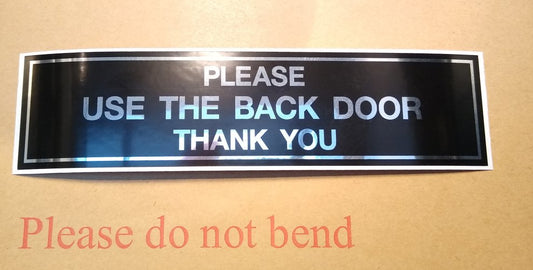 PLEASE
USE THE BACK DOOR
THANK YOU
Please do not bend